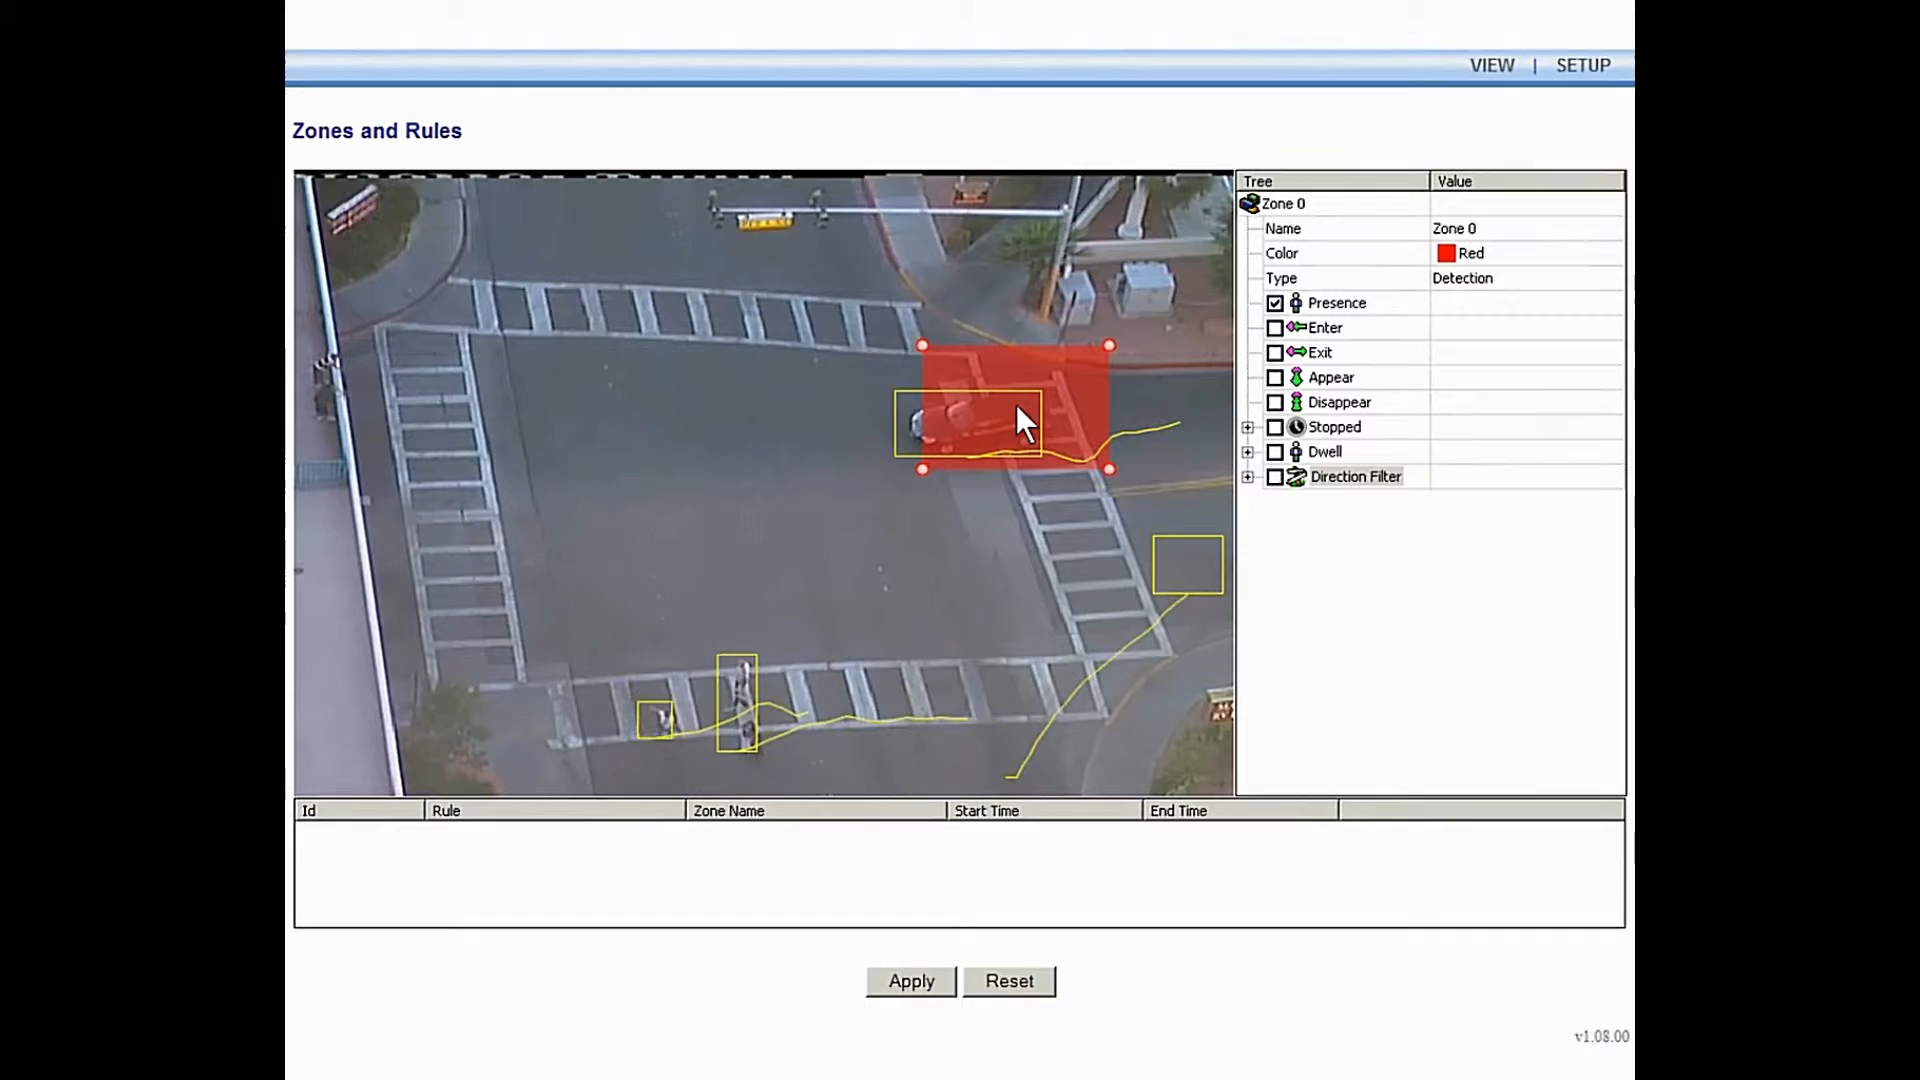 VIEW | SETUP
Zones and Rules
Tree Value
Zone 0
Name Zone 0
Color Red
Type Detection
Presence
Enter
Exit
Appear
Disappear
Stopped
Dwell
Direction Filter
Id Rule Zone Name Start Time End Time
Apply Reset
v1.08.00